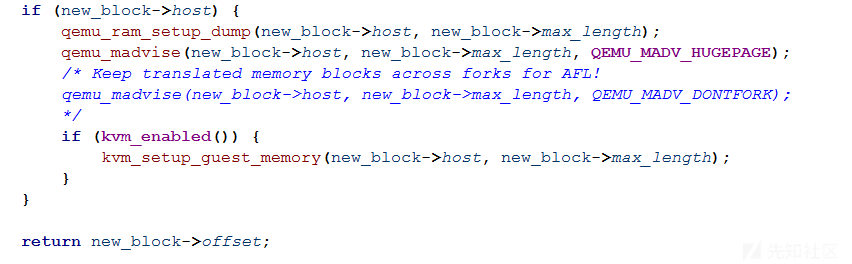 if (new_block->host) {
    qemu_ram_setup_dump(new_block->host, new_block->max_length);
    qemu_madvise(new_block->host, new_block->max_length, QEMU_MADV_HUGEPAGE);
    /* Keep translated memory blocks across forks for AFL!
    qemu_madvise(new_block->host, new_block->max_length, QEMU_MADV_DONTFORK);
    */
    if (kvm_enabled()) {
        kvm_setup_guest_memory(new_block->host, new_block->max_length);
    }
}
return new_block->offset;
先知社区